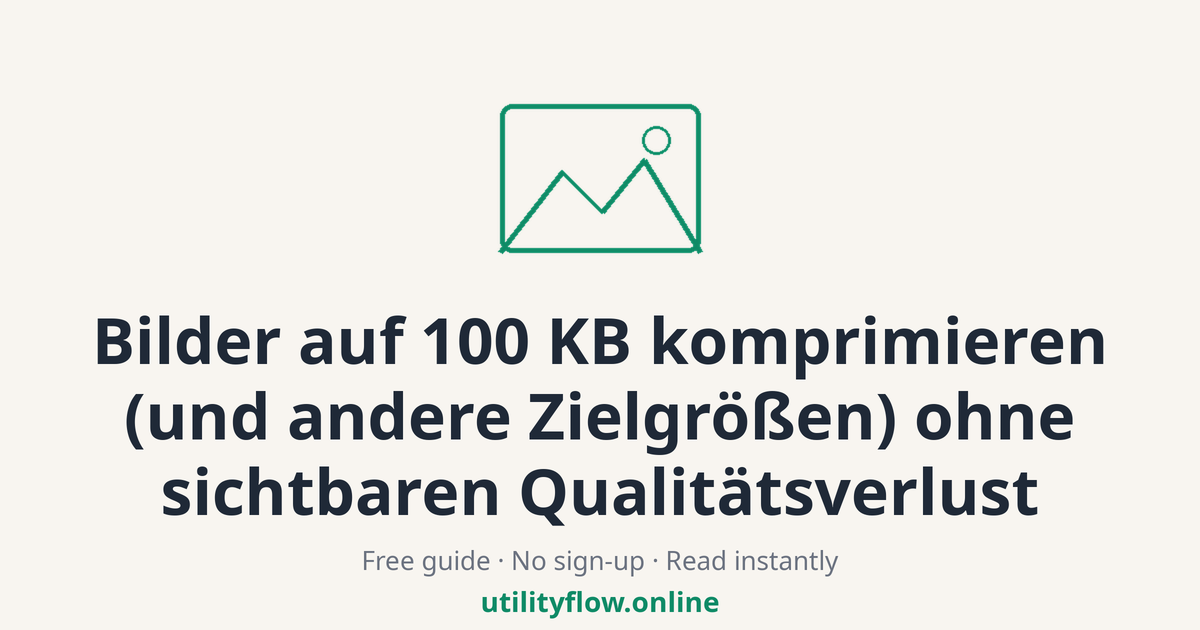 Bilder auf 100 KB komprimieren
(und andere Zielgrößen) ohne
sichtbaren Qualitätsverlust
Free guide · No sign-up · Read instantly
utilityflow.online